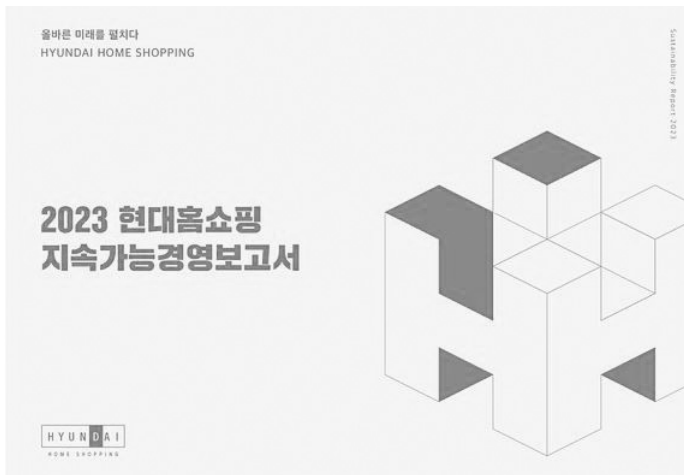 올바른 미래를 펼치다
HYUNDAI HOME SHOPPING
Sustainability Report 2023
2023 현대홈쇼핑
지속가능경영보고서
HYUNDAI
HOME SHOPPING